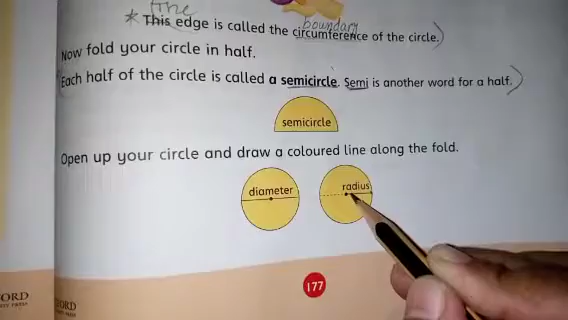 the
boundary
* This edge is called the circumference of the circle.)
Now fold your circle in half.
(Each half of the circle is called a semicircle. Semi is another word for a half.)
semicircle
Open up your circle and draw a coloured line along the fold.
diameter
radius
177